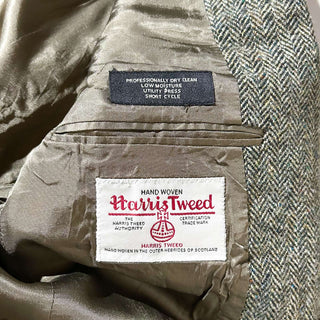 PROFESSIONALLY DRY CLEAN
LOW MOISTURE
UTILITY PRESS
SHORT CYCLE
HAND WOVEN
Harris Tweed
THE HARRIS TWEED AUTHORITY
CERTIFICATION TRADE MARK
HARRIS TWEED
HAND WOVEN IN THE OUTER HEBRIDES OF SCOTLAND